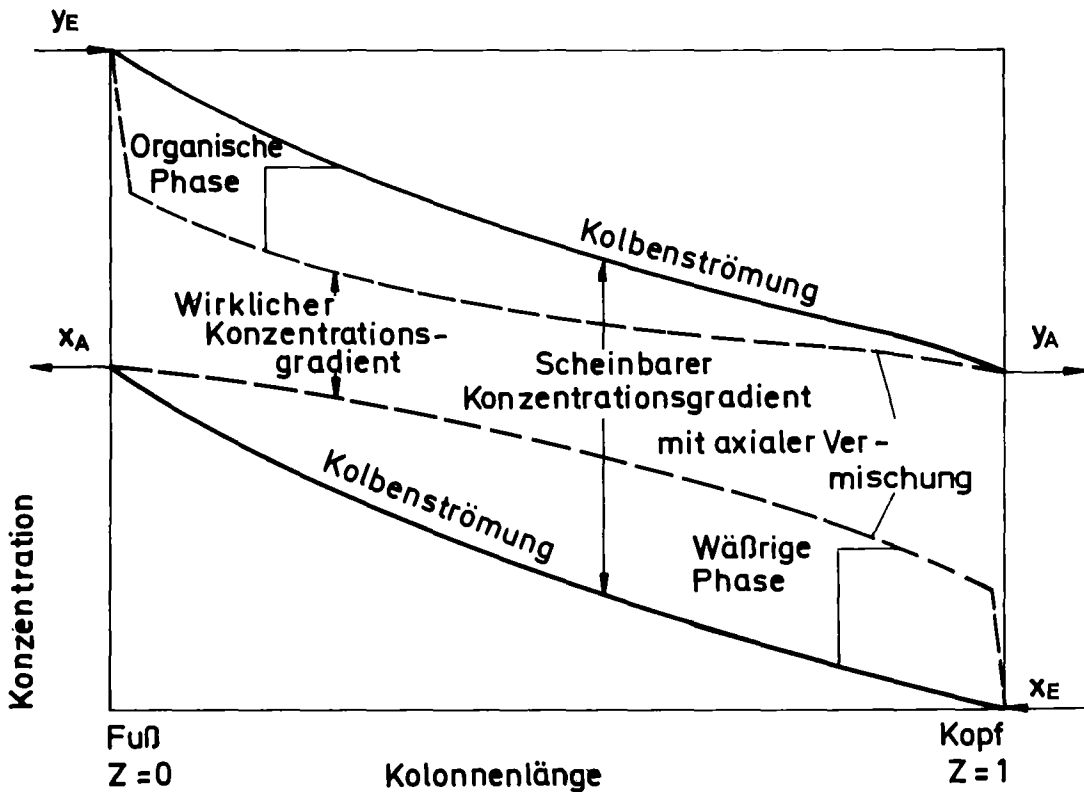 yE
Organische
Phase
Kolbenströmung
Wirklicher
Konzentrations-
gradient
xA
yA
Scheinbarer
Konzentrationsgradient
mit axialer Ver-
mischung
Kolbenströmung
Wäßrige
Phase
Konzentration
xE
Fuß
Z=0
Kolonnenlänge
Kopf
Z=1